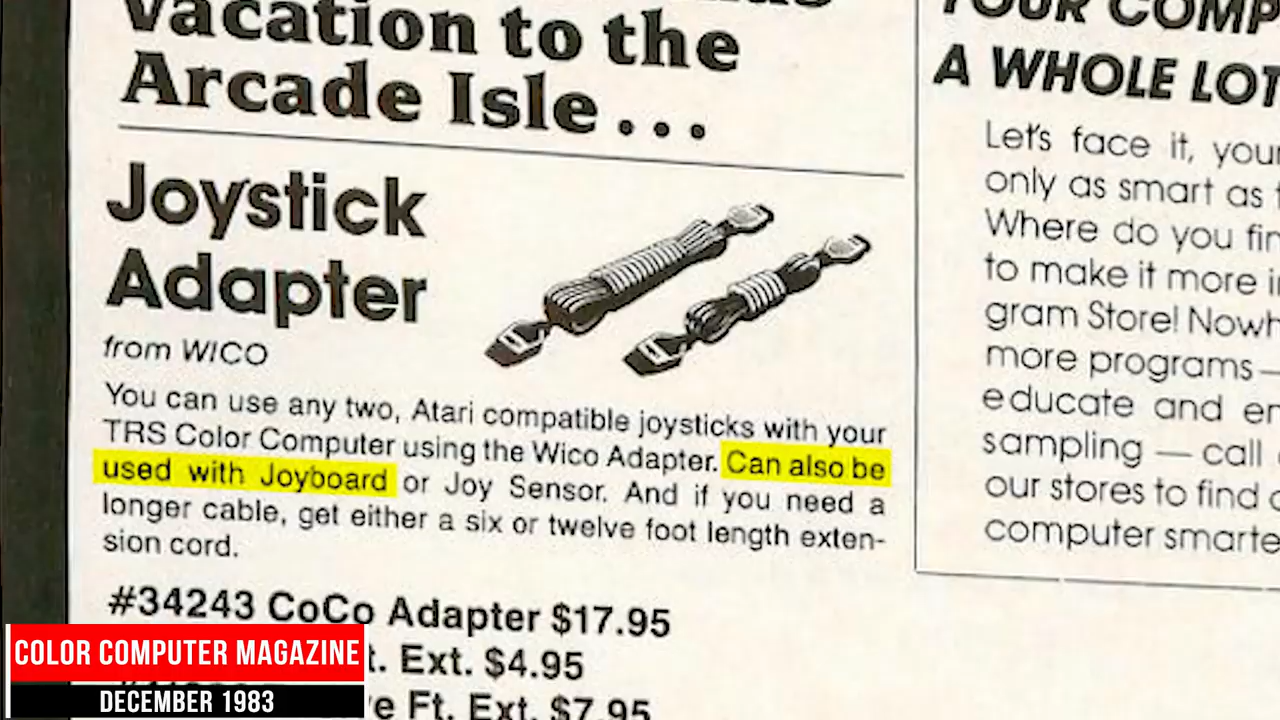 Vacation to the
Arcade Isle . . .
Joystick
Adapter
from WICO
You can use any two, Atari compatible joysticks with your
TRS Color Computer using the Wico Adapter. Can also be
used with Joyboard or Joy Sensor. And if you need a
longer cable, get either a six or twelve foot length exten-
sion cord.
#34243 CoCo Adapter $17.95
t. Ext. $4.95
e Ft. Ext. $7.95
YOUR COMP
A WHOLE LOT
Let's face it, your
only as smart as
Where do you fin
to make it more i
gram Store! Nowh
more programs—
educate and en
sampling — call
our stores to find
computer smarte
COLOR COMPUTER MAGAZINE
DECEMBER 1983